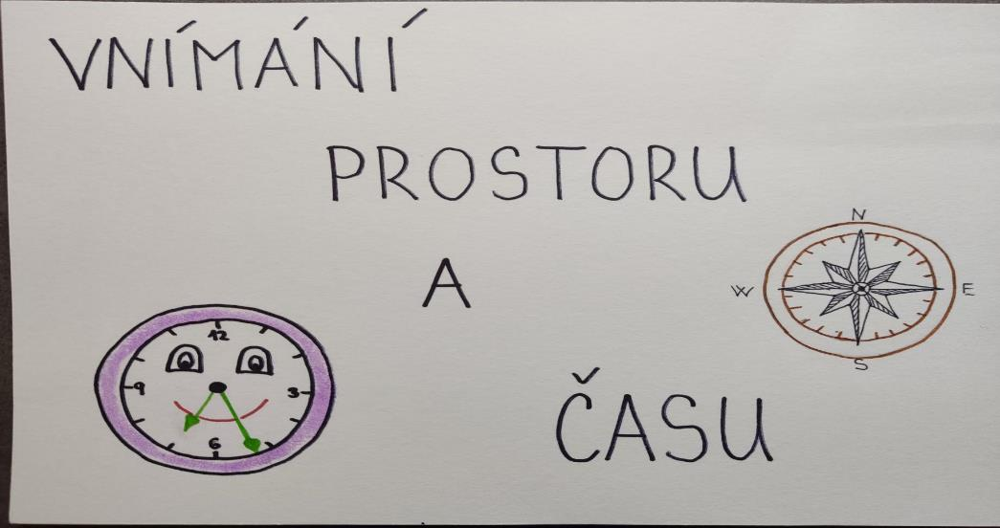 VNÍMÁNÍ
PROSTORU
A
ČASU
N
W E
S
12
9 3
6